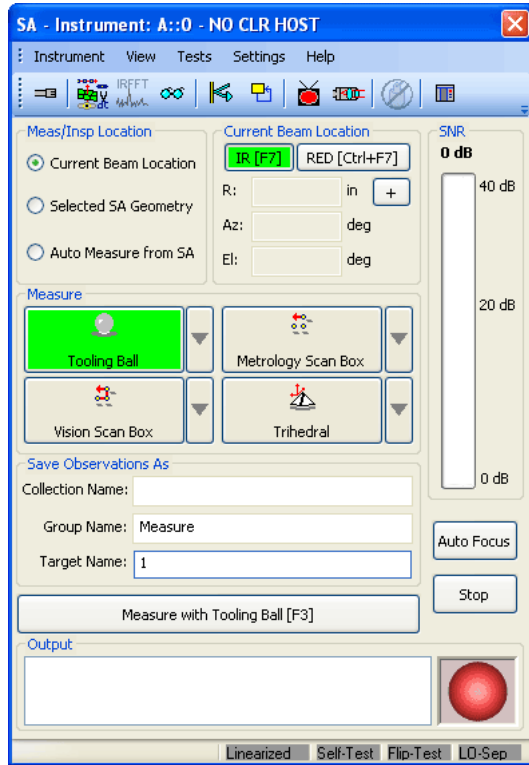 SA - Instrument: A::0 - NO CLR HOST
Instrument View Tests Settings Help
IRFFT
Meas/Insp Location
Current Beam Location
Selected SA Geometry
Auto Measure from SA
Current Beam Location
IR [F7] RED [Ctrl+F7]
R: in +
Az: deg
El: deg
SNR
0 dB
40 dB
20 dB
0 dB
Measure
Tooling Ball
Metrology Scan Box
Vision Scan Box
Trihedral
Save Observations As
Collection Name:
Group Name: Measure
Target Name: 1
Auto Focus
Stop
Measure with Tooling Ball [F3]
Output
Linearized Self-Test Flip-Test LO-Sep